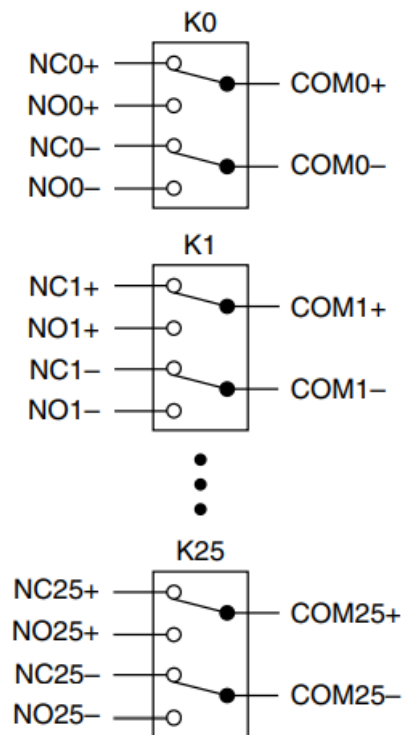 K0
NC0+
COM0+
NO0+
NC0–
COM0–
NO0–
K1
NC1+
COM1+
NO1+
NC1–
COM1–
NO1–
K25
NC25+
COM25+
NO25+
NC25–
COM25–
NO25–